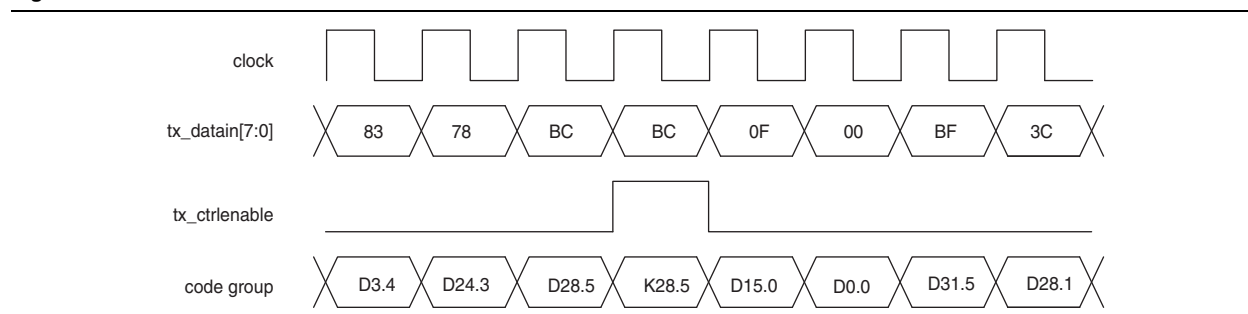 clock
tx_datain[7:0] 83 78 BC BC 0F 00 BF 3C
tx_ctrlenable
code group D3.4 D24.3 D28.5 K28.5 D15.0 D0.0 D31.5 D28.1